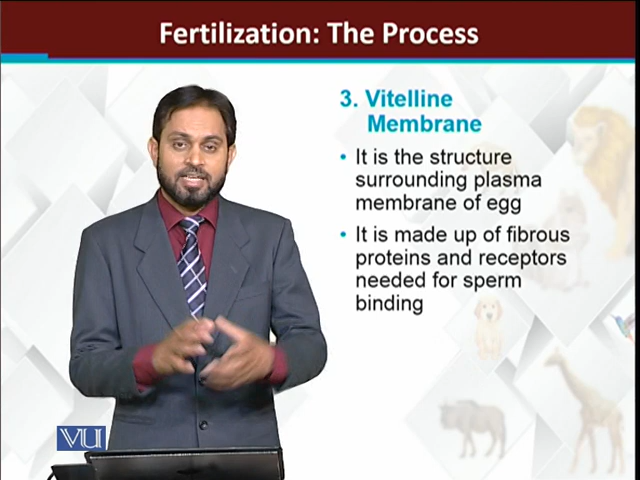 Fertilization: The Process
3. Vitelline
Membrane
• It is the structure
surrounding plasma
membrane of egg
• It is made up of fibrous
proteins and receptors
needed for sperm
binding
VU